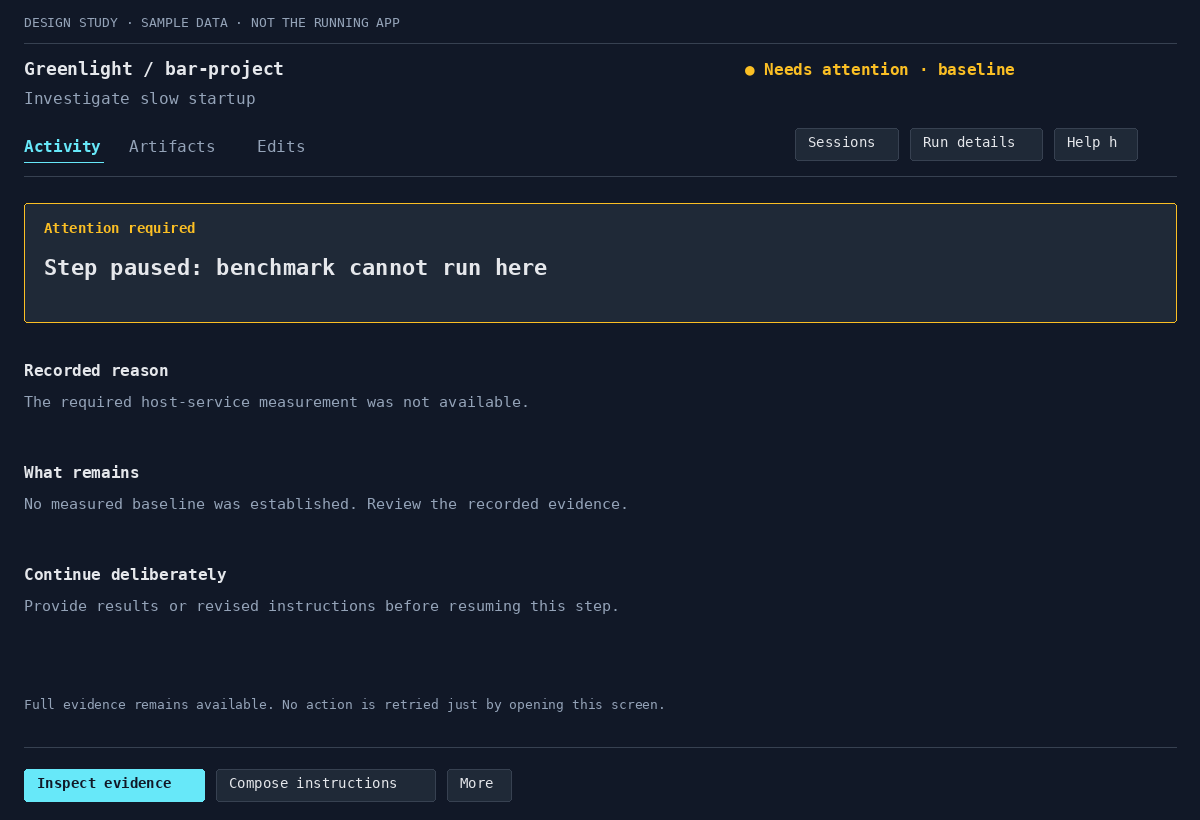 DESIGN STUDY · SAMPLE DATA · NOT THE RUNNING APP
Greenlight / bar-project
● Needs attention · baseline
Investigate slow startup
Activity Artifacts Edits
Sessions Run details Help h
Attention required
Step paused: benchmark cannot run here
Recorded reason
The required host-service measurement was not available.
What remains
No measured baseline was established. Review the recorded evidence.
Continue deliberately
Provide results or revised instructions before resuming this step.
Full evidence remains available. No action is retried just by opening this screen.
Inspect evidence Compose instructions More